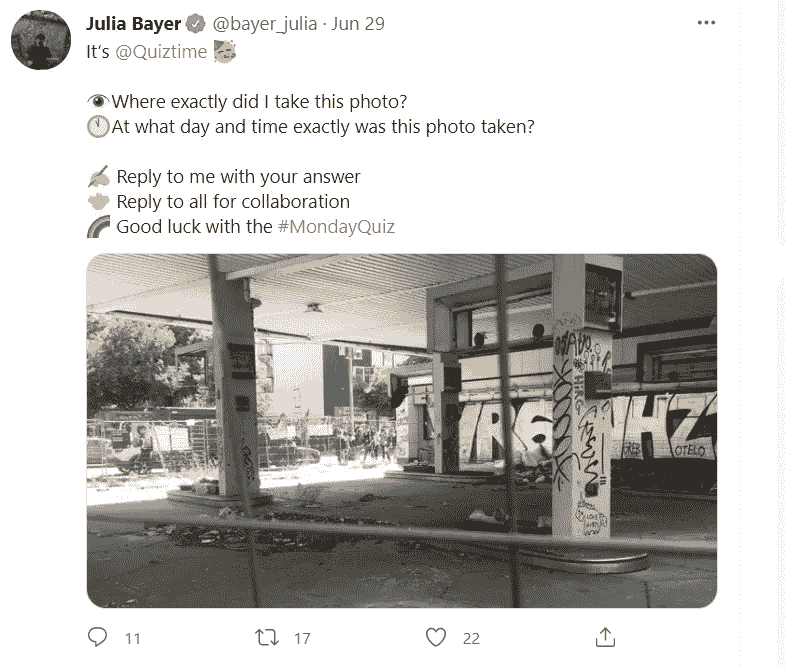 Julia Bayer @bayer_julia · Jun 29
It's @Quiztime
Where exactly did I take this photo?
At what day and time exactly was this photo taken?
Reply to me with your answer
Reply to all for collaboration
Good luck with the #MondayQuiz
OTELO
11 17 22